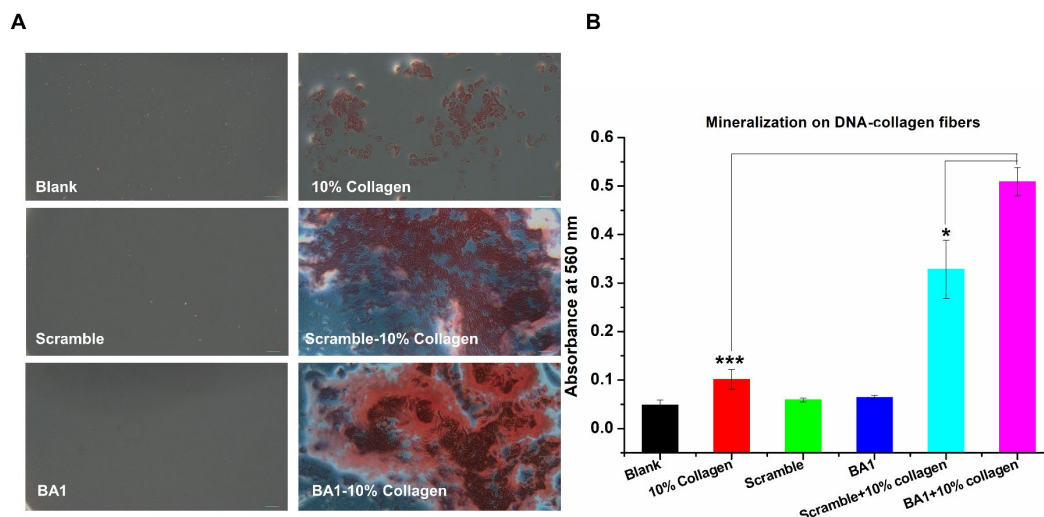 A
Blank
10% Collagen
Scramble
Scramble-10% Collagen
BA1
BA1-10% Collagen
B
Mineralization on DNA-collagen fibers
Absorbance at 560 nm
0.6
0.5
0.4
0.3
0.2
0.1
0.0
***
*
Blank
10% Collagen
Scramble
BA1
Scramble+10% collagen
BA1+10% collagen